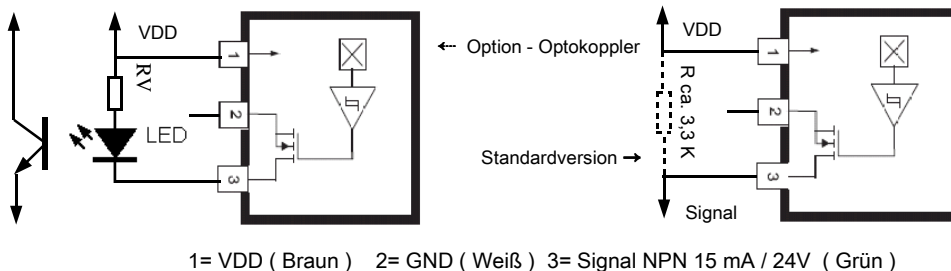 VDD
RV
LED
1
2
3
← Option - Optokoppler
Standardversion →
VDD
R ca. 3,3 K
Signal
1
2
3
1= VDD ( Braun ) 2= GND ( Weiß ) 3= Signal NPN 15 mA / 24V ( Grün )